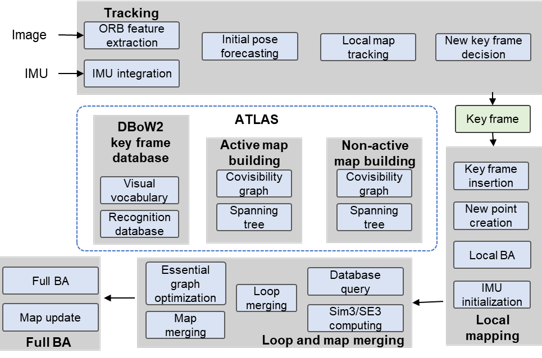 Tracking
Image
ORB feature
extraction
Initial pose
forecasting
Local map
tracking
New key frame
decision
IMU
IMU integration
ATLAS
Key frame
DBoW2
key frame
database
Visual
vocabulary
Recognition
database
Active map
building
Covisibility
graph
Spanning
tree
Non-active
map building
Covisibility
graph
Spanning
tree
Key frame
insertion
New point
creation
Local BA
IMU
initialization
Local
mapping
Full BA
Map update
Full BA
Essential
graph
optimization
Map
merging
Loop
merging
Database
query
Sim3/SE3
computing
Loop and map merging